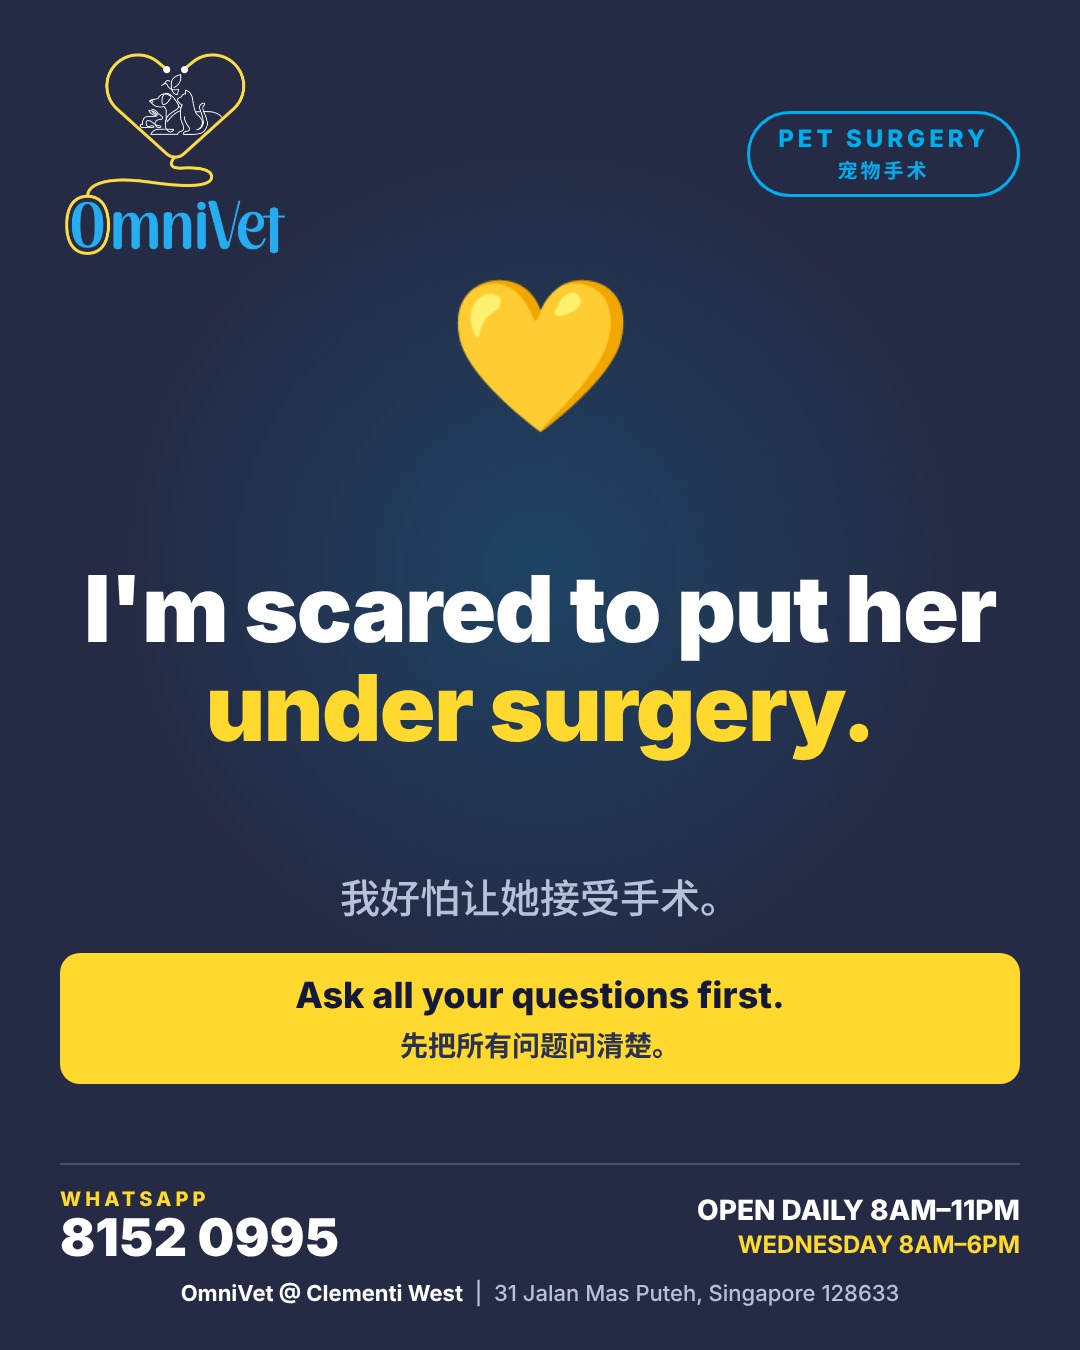 OmniVet
PET SURGERY
宠物手术
I'm scared to put her
under surgery.
我好怕让她接受手术。
Ask all your questions first.
先把所有问题问清楚。
WHATSAPP
8152 0995
OPEN DAILY 8AM–11PM
WEDNESDAY 8AM–6PM
OmniVet @ Clementi West | 31 Jalan Mas Puteh, Singapore 128633